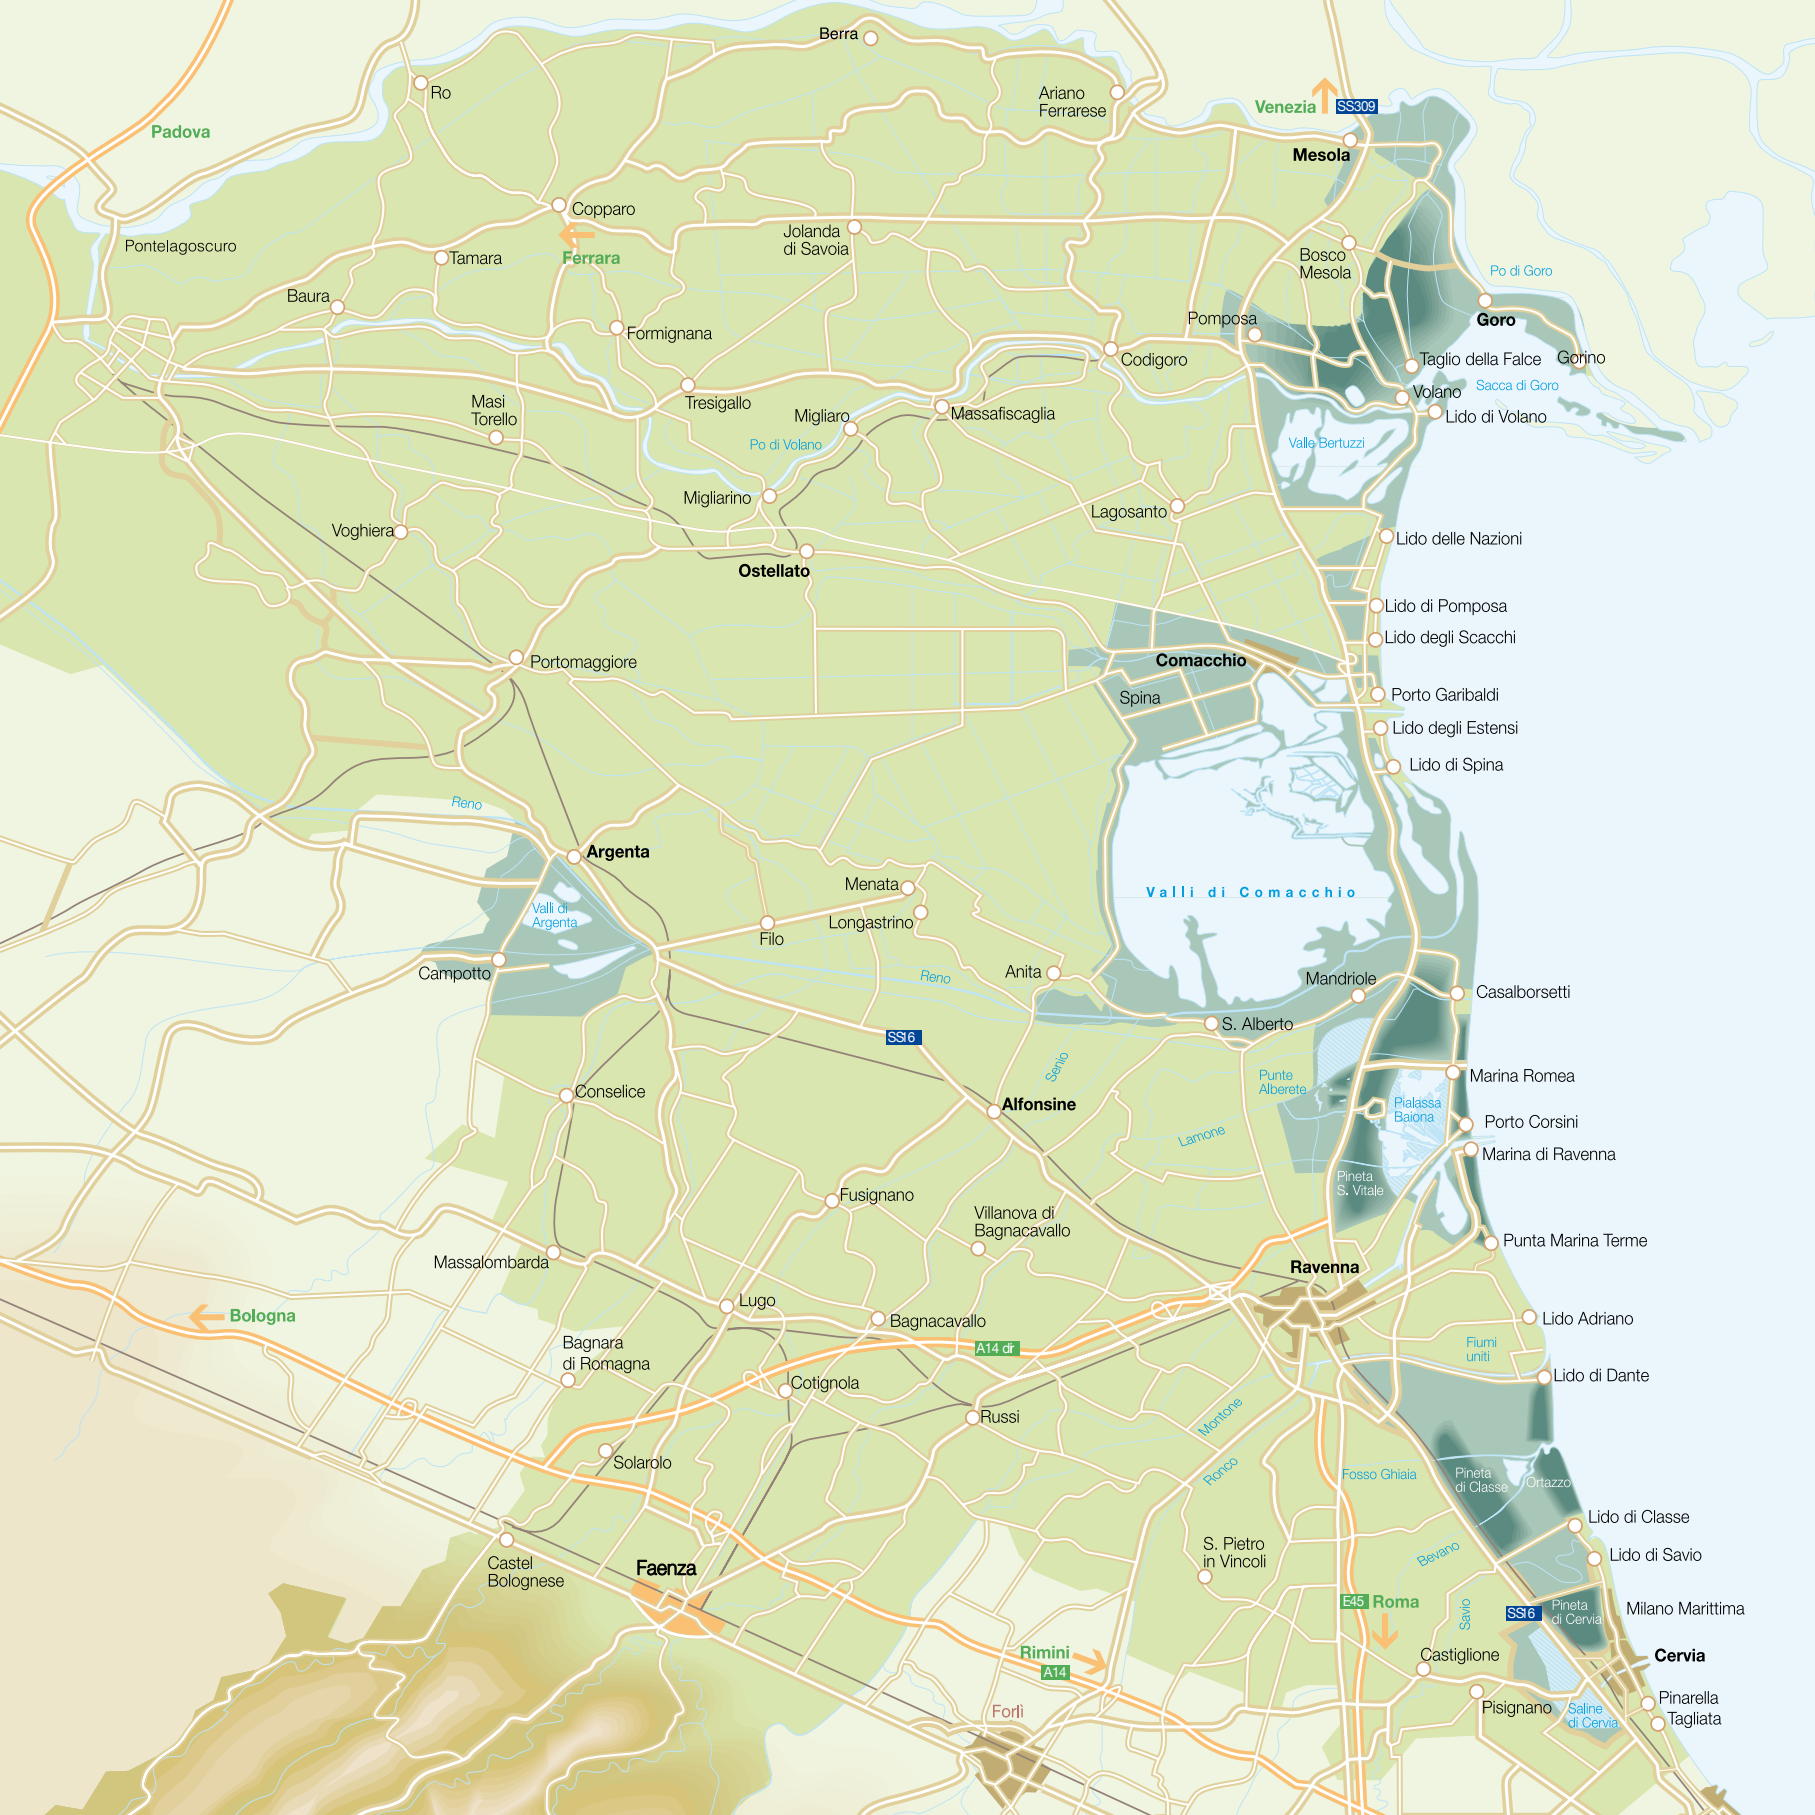 Berra
Ro
Ariano
Ferrarese
Venezia
SS309
Padova
Mesola
Copparo
Pontelagoscuro
Jolanda
di Savoia
Tamara
Ferrara
Bosco
Mesola
Po di Goro
Baura
Formignana
Pomposa
Goro
Codigoro
Taglio della Falce
Gorino
Sacca di Goro
Masi
Torello
Tresigallo
Migliaro
Massafiscaglia
Volano
Lido di Volano
Po di Volano
Valle Bertuzzi
Migliarino
Lagosanto
Voghiera
Lido delle Nazioni
Ostellato
Lido di Pomposa
Lido degli Scacchi
Portomaggiore
Comacchio
Spina
Porto Garibaldi
Lido degli Estensi
Lido di Spina
Reno
Argenta
Menata
Valli di Comacchio
Valli di
Argenta
Longastrino
Filo
Campotto
Reno
Anita
Mandriole
Casalborsetti
S. Alberto
SS16
Senio
Punte
Alberete
Marina Romea
Conselice
Alfonsine
Pialassa
Baiona
Porto Corsini
Lamone
Marina di Ravenna
Pineta
S. Vitale
Fusignano
Villanova di
Bagnacavallo
Punta Marina Terme
Massalombarda
Ravenna
Lugo
Bologna
Bagnacavallo
Lido Adriano
A14 dir
Bagnara
di Romagna
Fiumi
uniti
Cotignola
Lido di Dante
Russi
Montone
Solarolo
Ronco
Fosso Ghiaia
Pineta
di Classe
Ortazzo
Lido di Classe
Castel
Bolognese
Faenza
S. Pietro
in Vincoli
Bevano
Lido di Savio
E45
Roma
Savio
SS16
Pineta
di Cervia
Milano Marittima
Rimini
A14
Castiglione
Cervia
Forlì
Pisignano
Saline
di Cervia
Pinarella
Tagliata